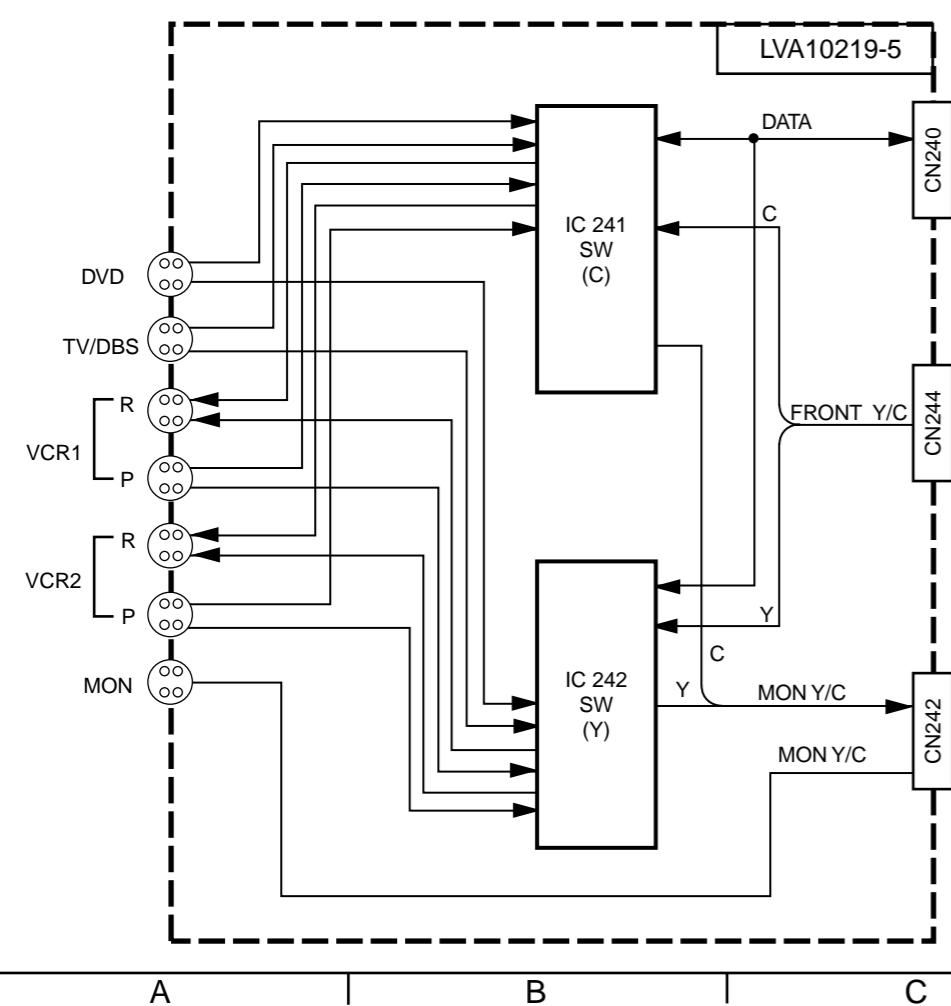 LVA10219-5
DATA
CN240
C
IC 241
SW
(C)
DVD
TV/DBS
R
VCR1
P
FRONT Y/C
CN244
R
VCR2
P
Y
C
MON
IC 242
SW
(Y)
Y
MON Y/C
CN242
MON Y/C
A
B
C